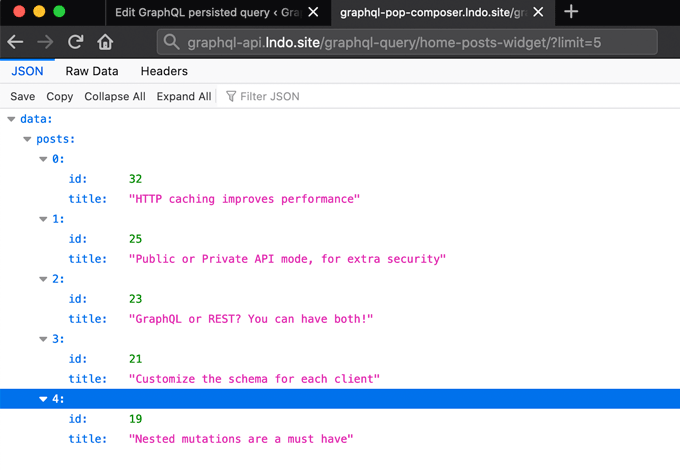 Edit GraphQL persisted query ‹ Gra
graphql-pop-composer.lndo.site/gra
graphql-api.lndo.site/graphql-query/home-posts-widget/?limit=5
JSON Raw Data Headers
Save Copy Collapse All Expand All Filter JSON
data:
posts:
0:
id: 32
title: "HTTP caching improves performance"
1:
id: 25
title: "Public or Private API mode, for extra security"
2:
id: 23
title: "GraphQL or REST? You can have both!"
3:
id: 21
title: "Customize the schema for each client"
4:
id: 19
title: "Nested mutations are a must have"